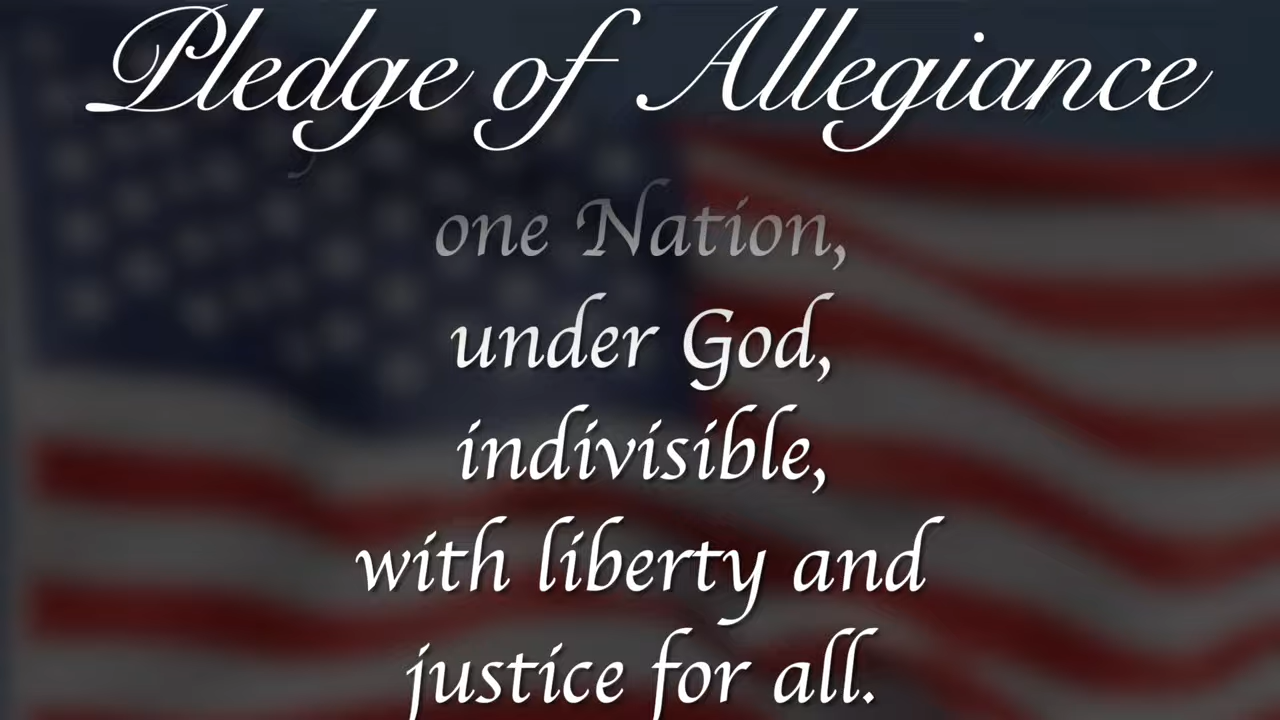 Pledge of Allegiance
one Nation,
under God,
indivisible,
with liberty and
justice for all.